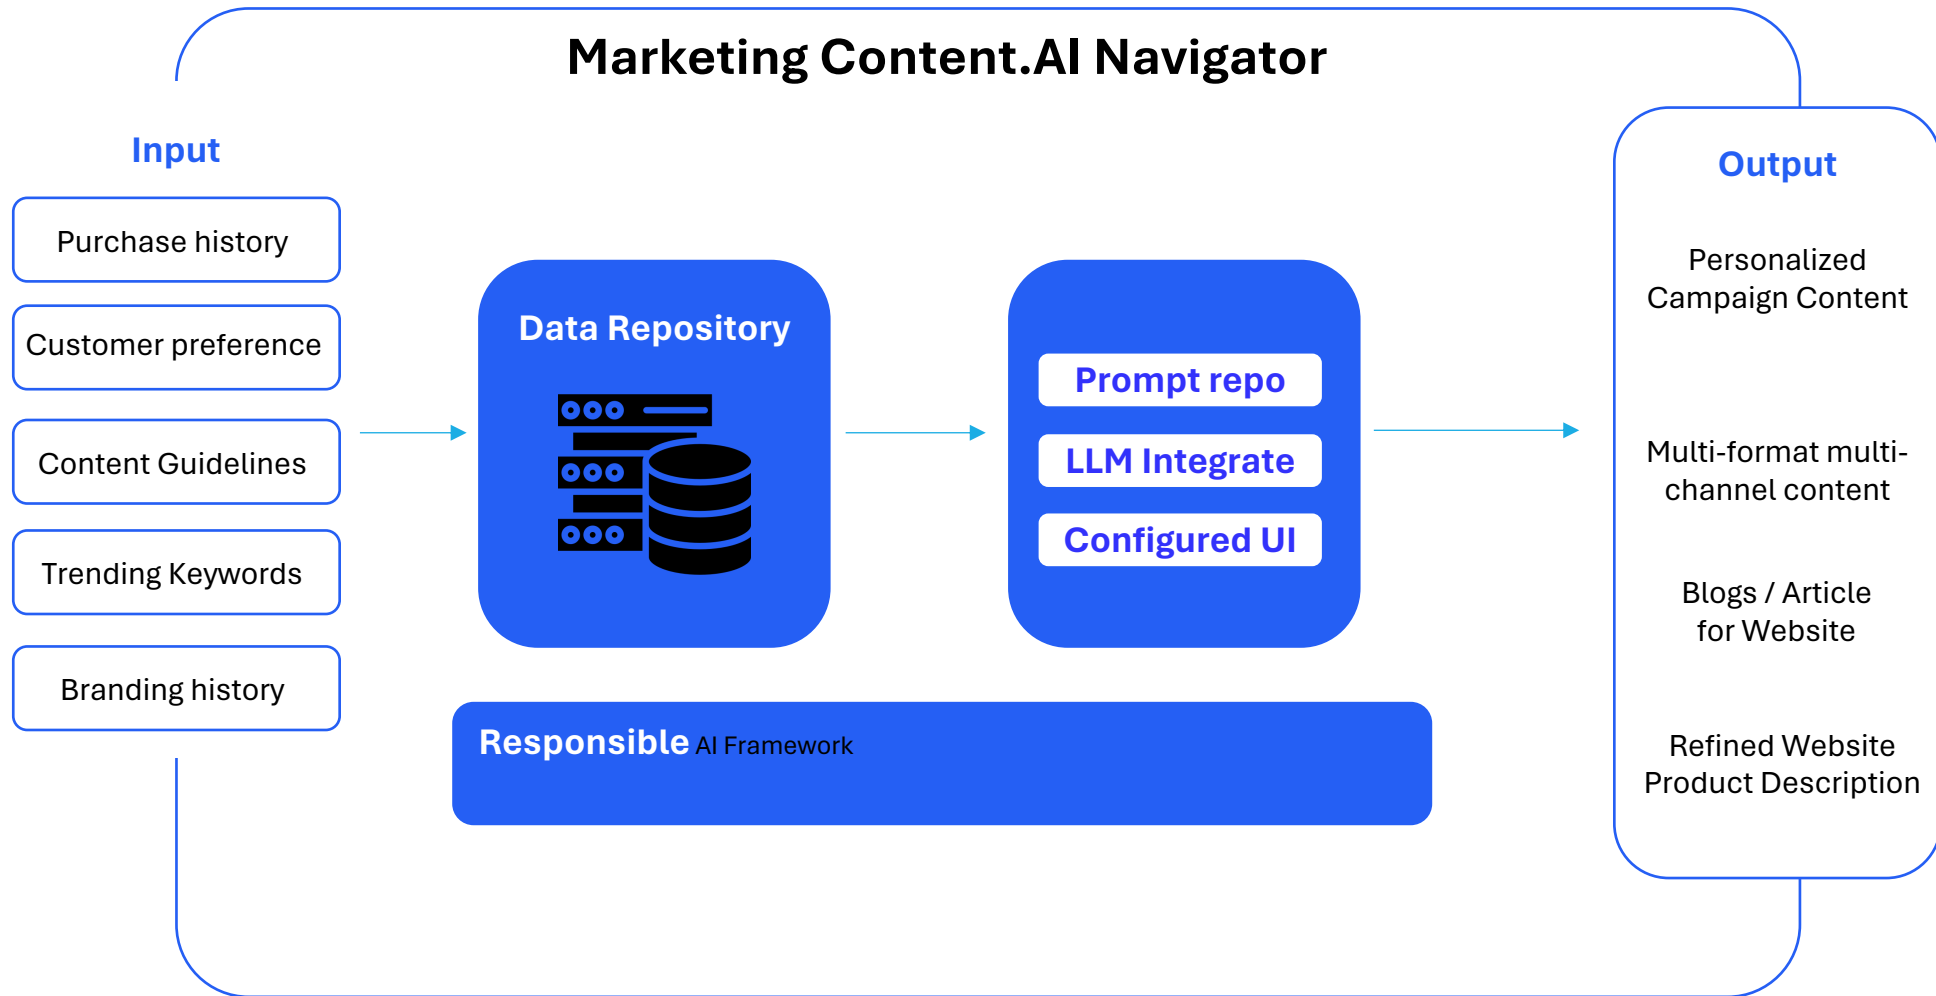 Marketing Content.AI Navigator
Input
Purchase history
Customer preference
Content Guidelines
Trending Keywords
Branding history
Data Repository
Prompt repo
LLM Integrate
Configured UI
Responsible AI Framework
Output
Personalized
Campaign Content
Multi-format multi-
channel content
Blogs / Article
for Website
Refined Website
Product Description